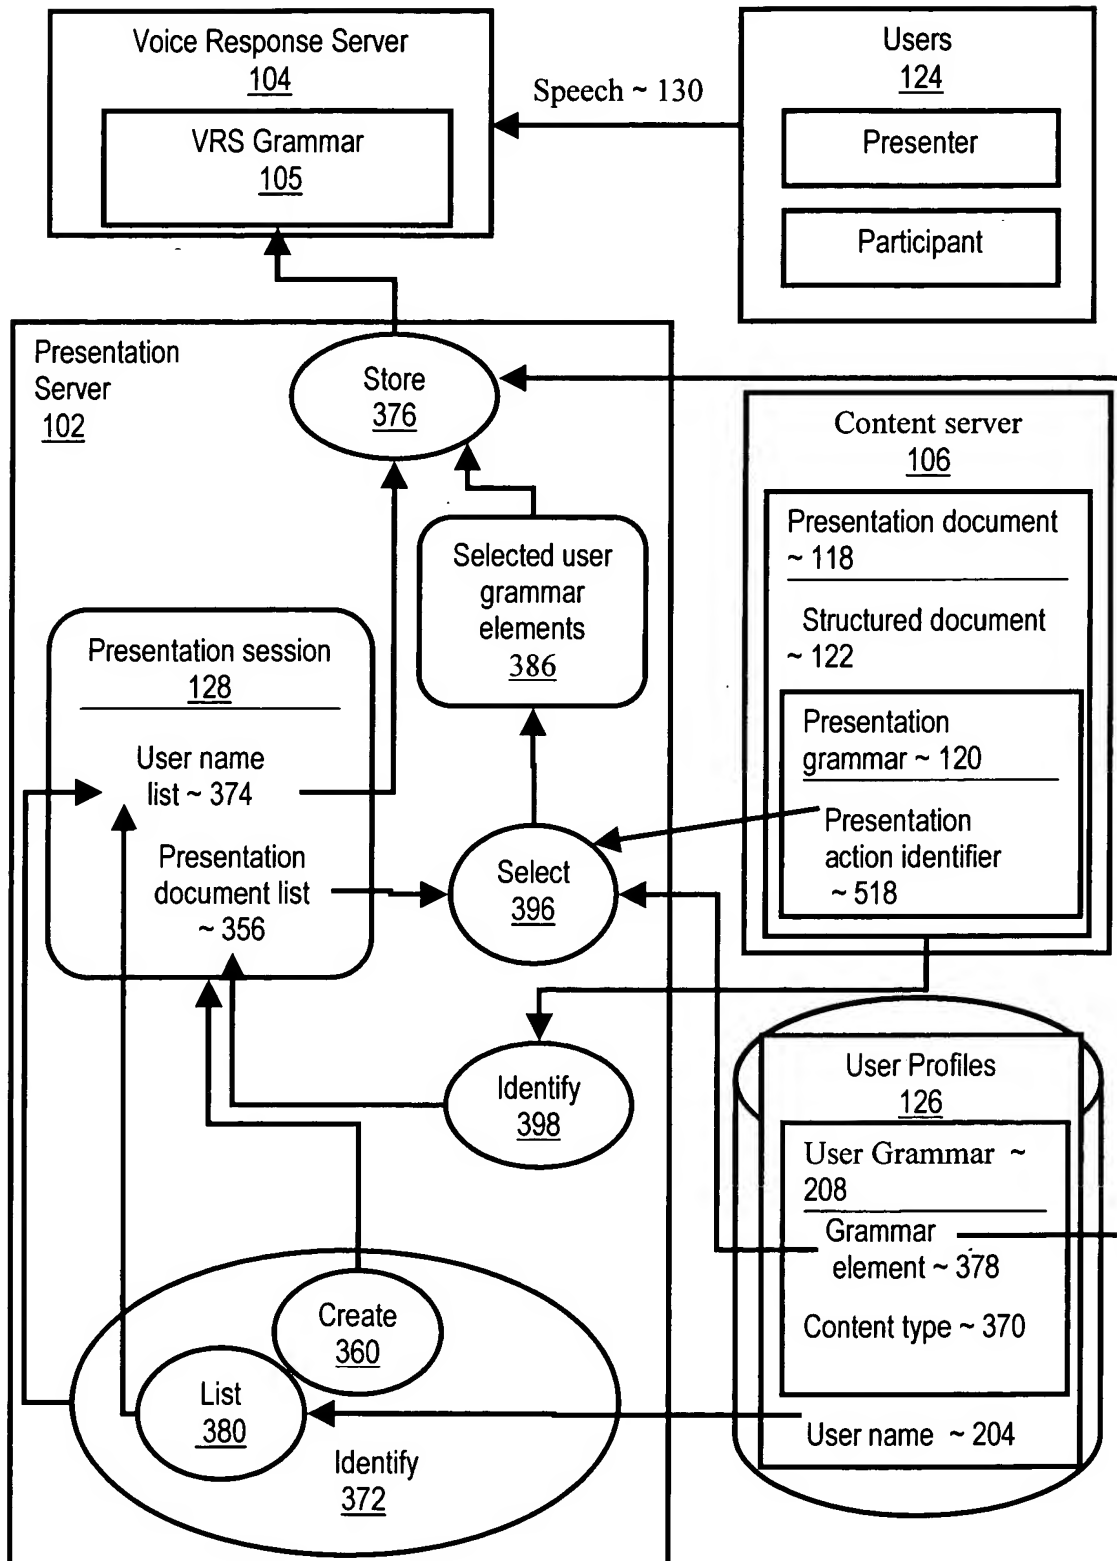 Voice Response Server
104
VRS Grammar
105
Speech ~ 130
Users
124
Presenter
Participant
Presentation
Server
102
Store
376
Content server
106
Presentation document
~ 118
Structured document
~ 122
Presentation
grammar ~ 120
Presentation
action identifier
~ 518
Selected user
grammar
elements
386
Presentation session
128
User name
list ~ 374
Presentation
document list
~ 356
Select
396
Identify
398
User Profiles
126
User Grammar ~
208
Grammar
element ~ 378
Content type ~ 370
User name ~ 204
Create
360
List
380
Identify
372